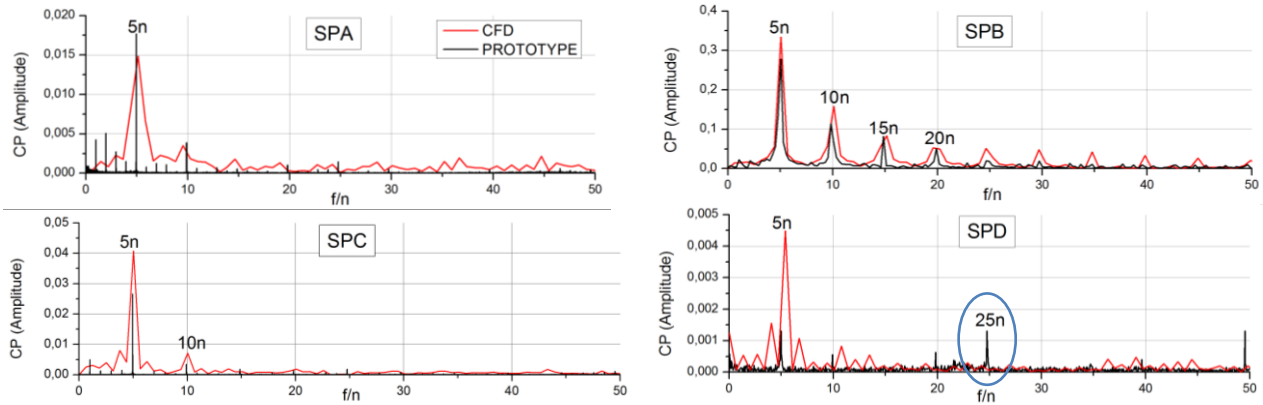 SPA
5n
CFD
PROTOTYPE
CP (Amplitude)
0,020
0,015
0,010
0,005
0,000
0 10 20 30 40 50
f/n
SPB
5n
10n
15n
20n
CP (Amplitude)
0,4
0,3
0,2
0,1
0,0
0 10 20 30 40 50
f/n
SPC
5n
10n
CP (Amplitude)
0,05
0,04
0,03
0,02
0,01
0,00
0 10 20 30 40 50
f/n
SPD
5n
25n
CP (Amplitude)
0,005
0,004
0,003
0,002
0,001
0,000
0 10 20 30 40 50
f/n